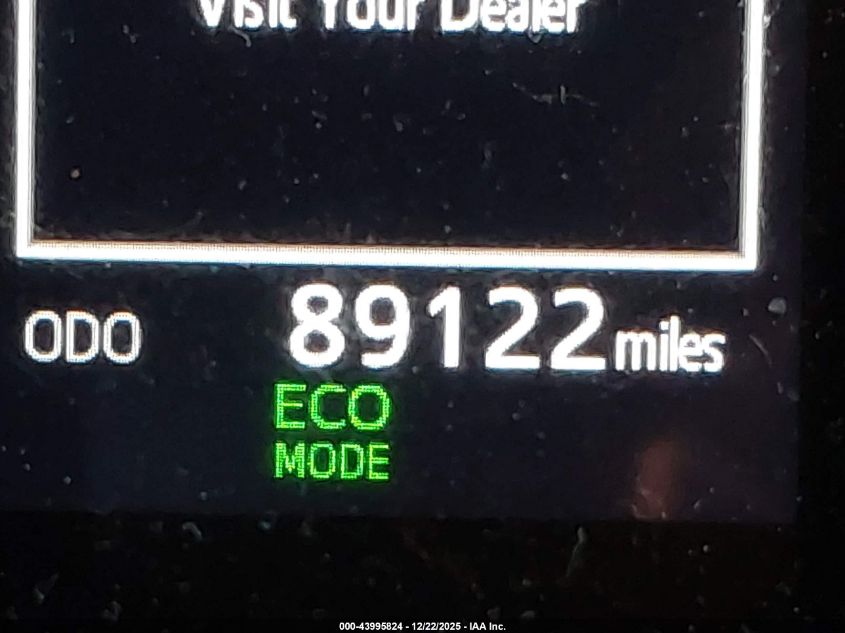 Visit Your Dealer
ODO 89122 miles
ECO
MODE
000-43995824 - 12/22/2025 - IAA Inc.